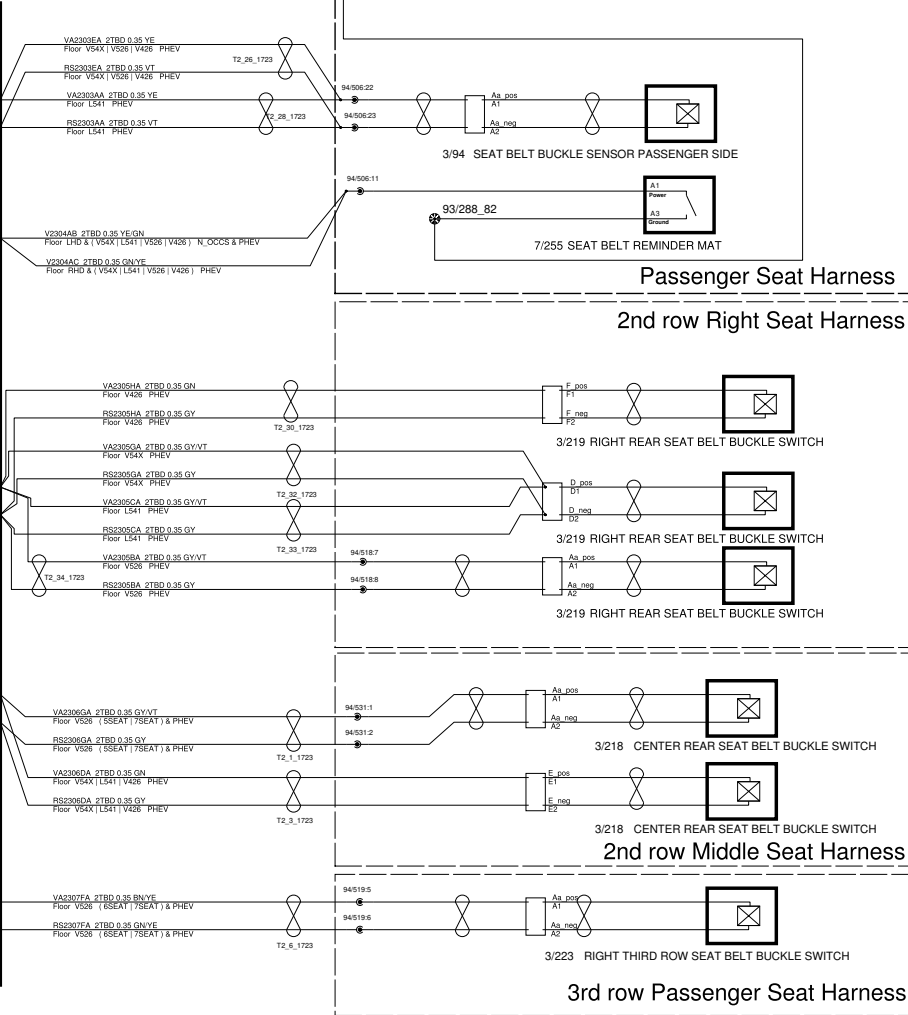 VA2303EA 2TBD 0.35 YE
Floor V54X | V526 | V426 PHEV
T2_26_1723
RS2303EA 2TBD 0.35 VT
Floor V54X | V526 | V426 PHEV
94/506:22
VA2303AA 2TBD 0.35 YE
Floor L541 PHEV
Aa_pos
A1
T2_28_1723
94/506:23
RS2303AA 2TBD 0.35 VT
Floor L541 PHEV
Aa_neg
A2
3/94 SEAT BELT BUCKLE SENSOR PASSENGER SIDE
94/506:11
A1
Power
93/288_82
A3
Ground
V2304AB 2TBD 0.35 YE/GN
Floor LHD & ( V54X | L541 | V526 | V426 ) N_OCCS & PHEV
7/255 SEAT BELT REMINDER MAT
V2304AC 2TBD 0.35 GN/YE
Floor RHD & ( V54X | L541 | V526 | V426 ) PHEV
Passenger Seat Harness
2nd row Right Seat Harness
VA2305HA 2TBD 0.35 GN
Floor V426 PHEV
F_pos
F1
RS2305HA 2TBD 0.35 GY
Floor V426 PHEV
F_neg
F2
T2_30_1723
3/219 RIGHT REAR SEAT BELT BUCKLE SWITCH
VA2305GA 2TBD 0.35 GY/VT
Floor V54X PHEV
RS2305GA 2TBD 0.35 GY
Floor V54X PHEV
D_pos
D1
T2_32_1723
VA2305CA 2TBD 0.35 GY/VT
Floor L541 PHEV
D_neg
D2
RS2305CA 2TBD 0.35 GY
Floor L541 PHEV
3/219 RIGHT REAR SEAT BELT BUCKLE SWITCH
T2_33_1723
94/518:7
VA2305BA 2TBD 0.35 GY/VT
Floor V526 PHEV
Aa_pos
A1
T2_34_1723
94/518:8
RS2305BA 2TBD 0.35 GY
Floor V526 PHEV
Aa_neg
A2
3/219 RIGHT REAR SEAT BELT BUCKLE SWITCH
Aa_pos
A1
94/531:1
VA2306GA 2TBD 0.35 GY/VT
Floor V526 ( 5SEAT | 7SEAT ) & PHEV
Aa_neg
A2
94/531:2
RS2306GA 2TBD 0.35 GY
Floor V526 ( 5SEAT | 7SEAT ) & PHEV
3/218 CENTER REAR SEAT BELT BUCKLE SWITCH
T2_1_1723
VA2306DA 2TBD 0.35 GN
Floor V54X | L541 | V426 PHEV
E_pos
E1
RS2306DA 2TBD 0.35 GY
Floor V54X | L541 | V426 PHEV
E_neg
E2
T2_3_1723
3/218 CENTER REAR SEAT BELT BUCKLE SWITCH
2nd row Middle Seat Harness
94/519:5
VA2307FA 2TBD 0.35 BN/YE
Floor V526 ( 6SEAT | 7SEAT ) & PHEV
Aa_pos
A1
94/519:6
RS2307FA 2TBD 0.35 GN/YE
Floor V526 ( 6SEAT | 7SEAT ) & PHEV
Aa_neg
A2
T2_6_1723
3/223 RIGHT THIRD ROW SEAT BELT BUCKLE SWITCH
3rd row Passenger Seat Harness